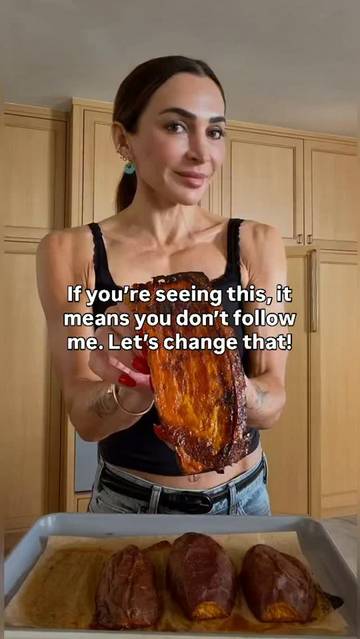 If you're seeing this, it
means you don't follow
me. Let's change that!